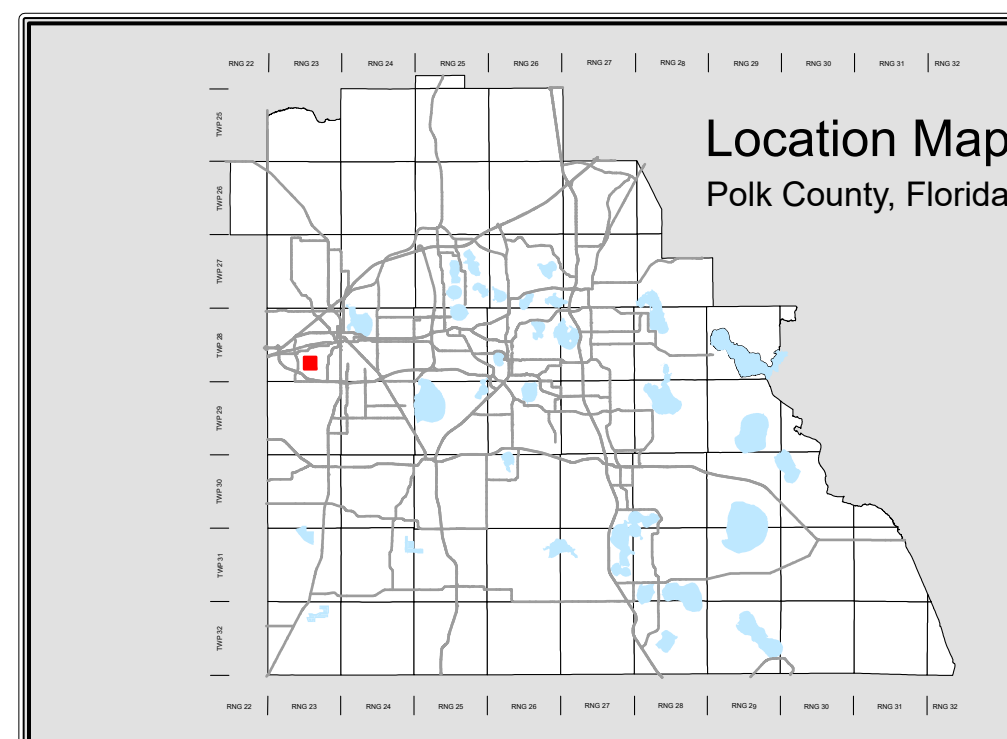 RNG 22 RNG 23 RNG 24 RNG 25 RNG 26 RNG 27 RNG 28 RNG 29 RNG 30 RNG 31 RNG 32
Location Map
Polk County, Florida
TWP 25
TWP 26
TWP 27
TWP 28
TWP 29
TWP 30
TWP 31
TWP 32
RNG 22 RNG 23 RNG 24 RNG 25 RNG 26 RNG 27 RNG 28 RNG 29 RNG 30 RNG 31 RNG 32